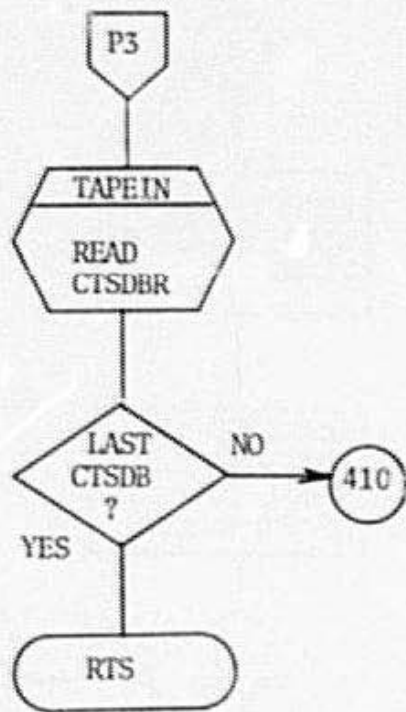 P3
TAPEIN
READ
CTSDBR
LAST
CTSDB
?
NO
410
YES
RTS